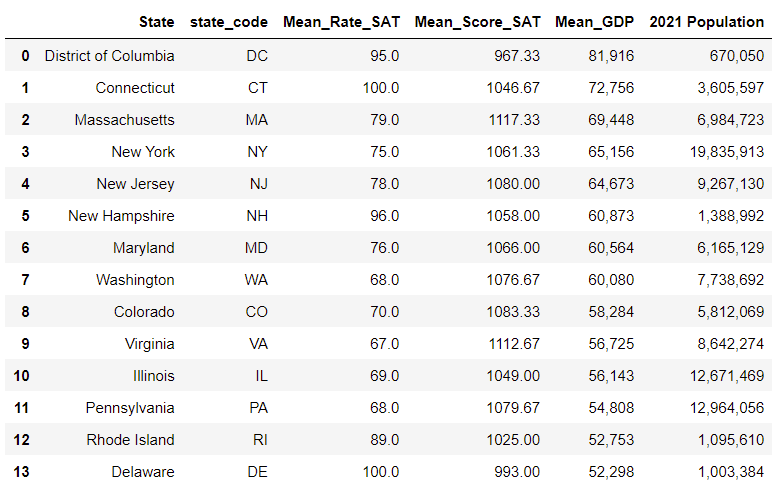 State state_code Mean_Rate_SAT Mean_Score_SAT Mean_GDP 2021 Population
0 District of Columbia DC 95.0 967.33 81,916 670,050
1 Connecticut CT 100.0 1046.67 72,756 3,605,597
2 Massachusetts MA 79.0 1117.33 69,448 6,984,723
3 New York NY 75.0 1061.33 65,156 19,835,913
4 New Jersey NJ 78.0 1080.00 64,673 9,267,130
5 New Hampshire NH 96.0 1058.00 60,873 1,388,992
6 Maryland MD 76.0 1066.00 60,564 6,165,129
7 Washington WA 68.0 1076.67 60,080 7,738,692
8 Colorado CO 70.0 1083.33 58,284 5,812,069
9 Virginia VA 67.0 1112.67 56,725 8,642,274
10 Illinois IL 69.0 1049.00 56,143 12,671,469
11 Pennsylvania PA 68.0 1079.67 54,808 12,964,056
12 Rhode Island RI 89.0 1025.00 52,753 1,095,610
13 Delaware DE 100.0 993.00 52,298 1,003,384